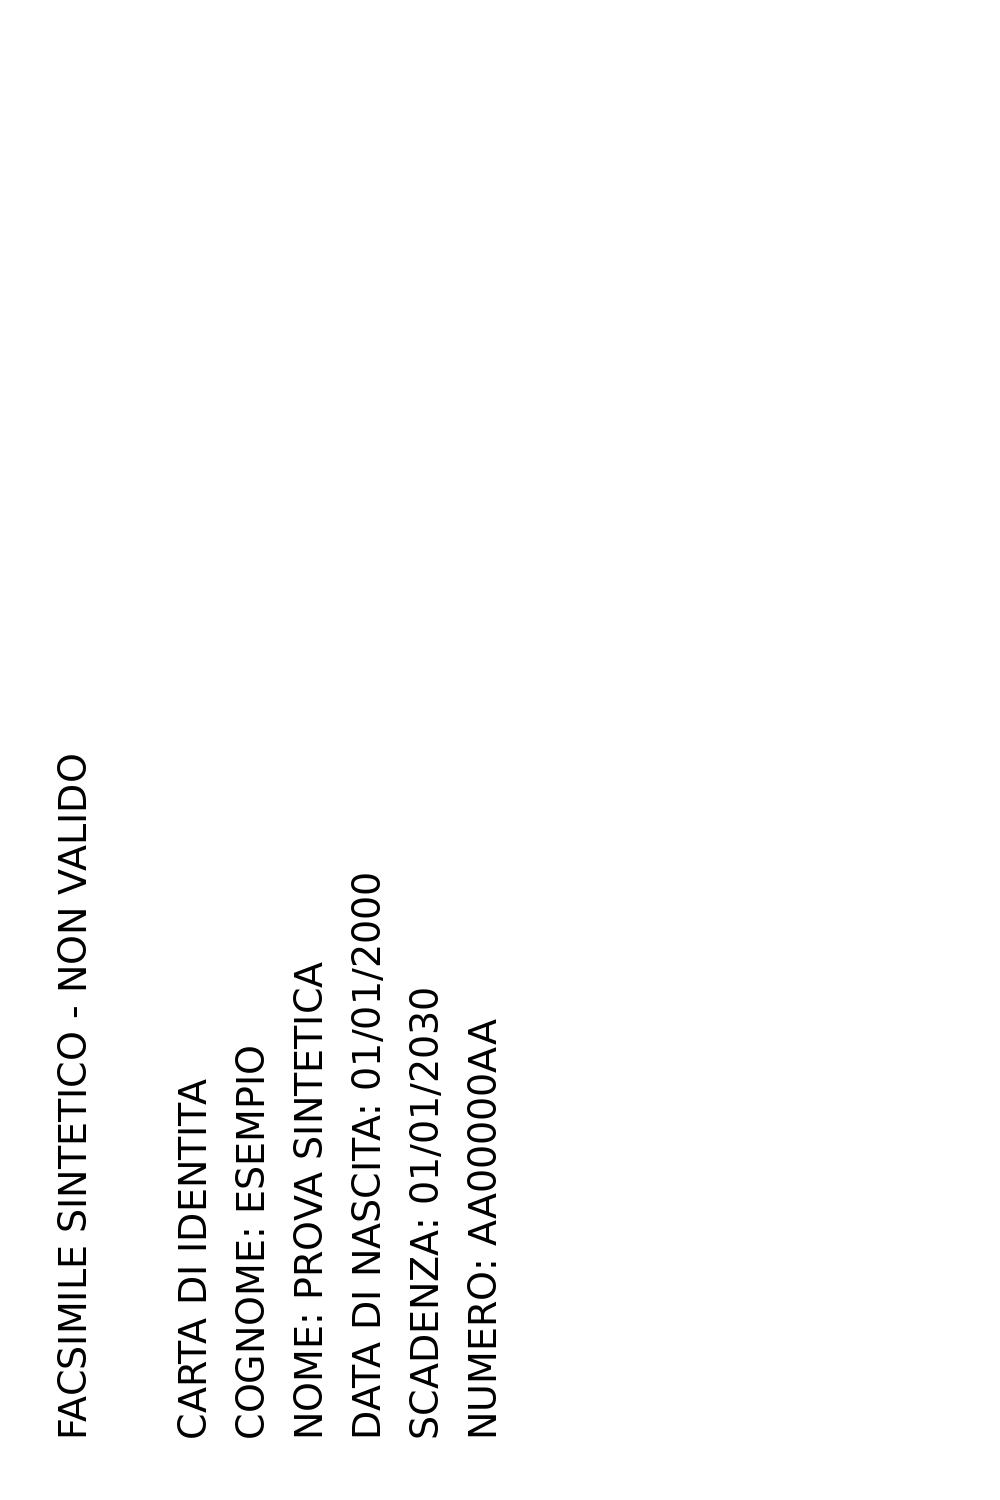 FACSIMILE SINTETICO - NON VALIDO
CARTA DI IDENTITA
COGNOME: ESEMPIO
NOME: PROVA SINTETICA
DATA DI NASCITA: 01/01/2000
SCADENZA: 01/01/2030
NUMERO: AA00000AA